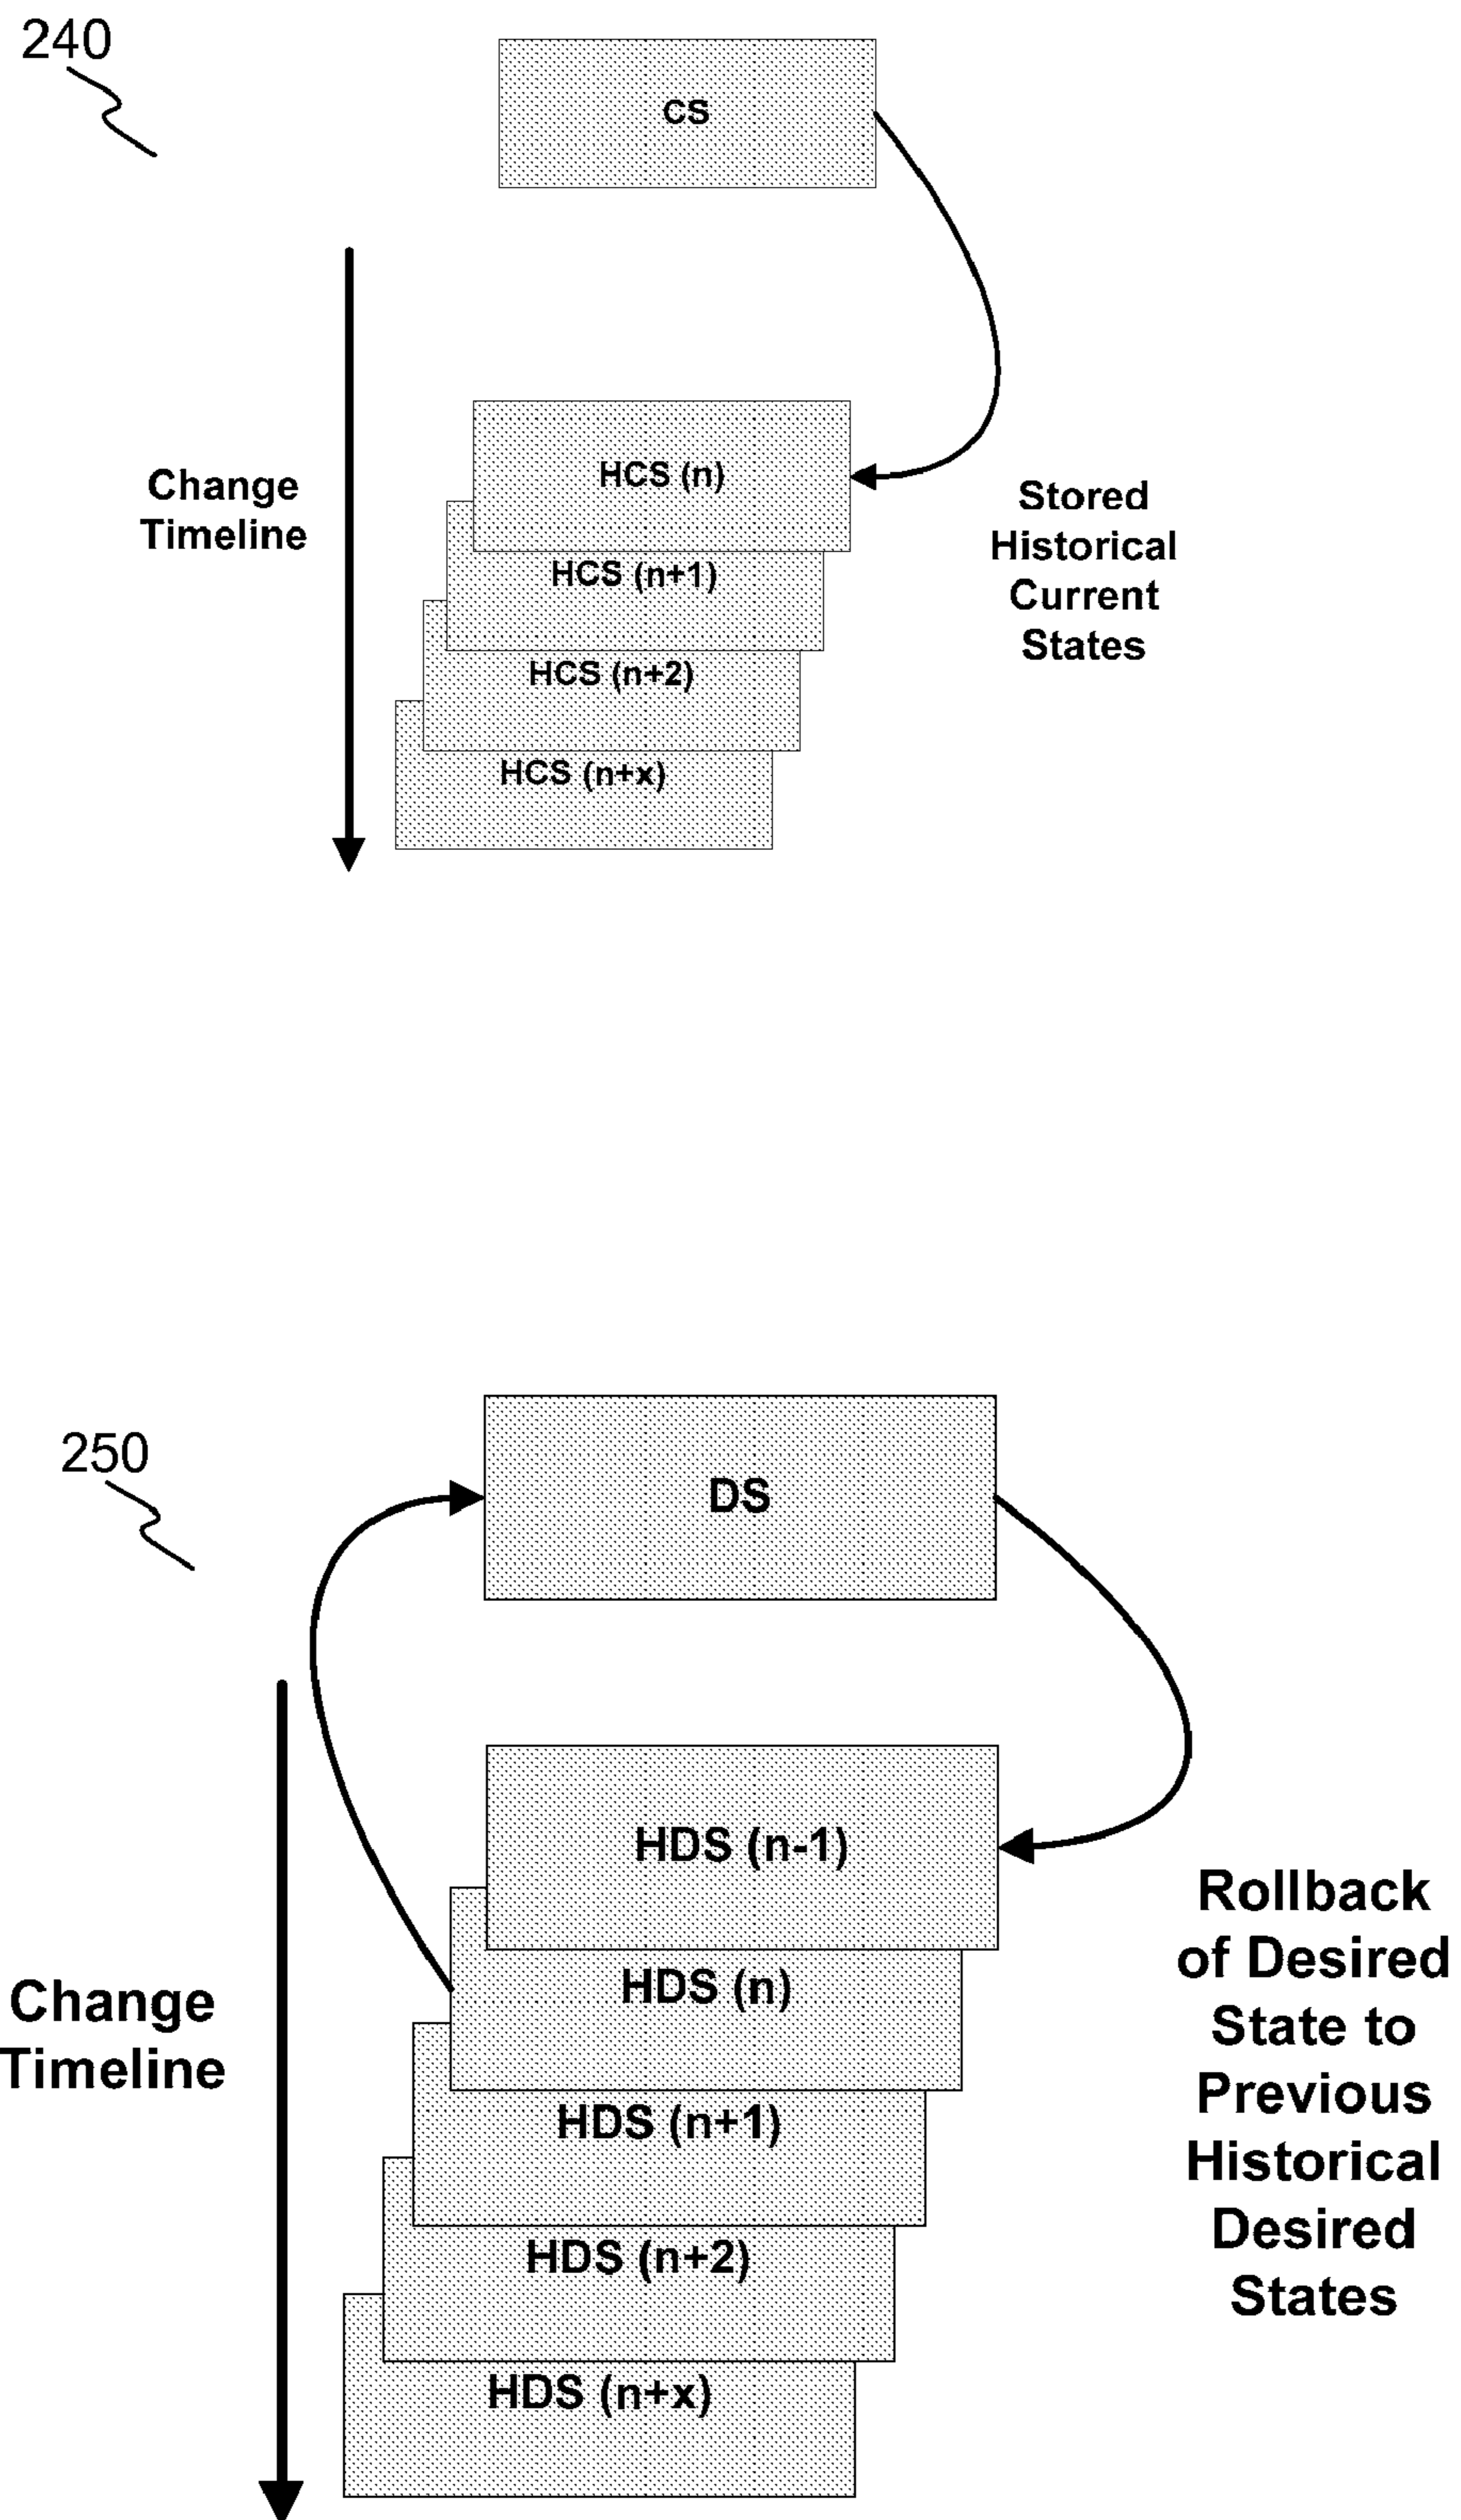 240
CS
Change
Timeline
HCS (n)
HCS (n+1)
HCS (n+2)
HCS (n+x)
Stored
Historical
Current
States
250
DS
Change
Timeline
HDS (n-1)
HDS (n)
HDS (n+1)
HDS (n+2)
HDS (n+x)
Rollback
of Desired
State to
Previous
Historical
Desired
States